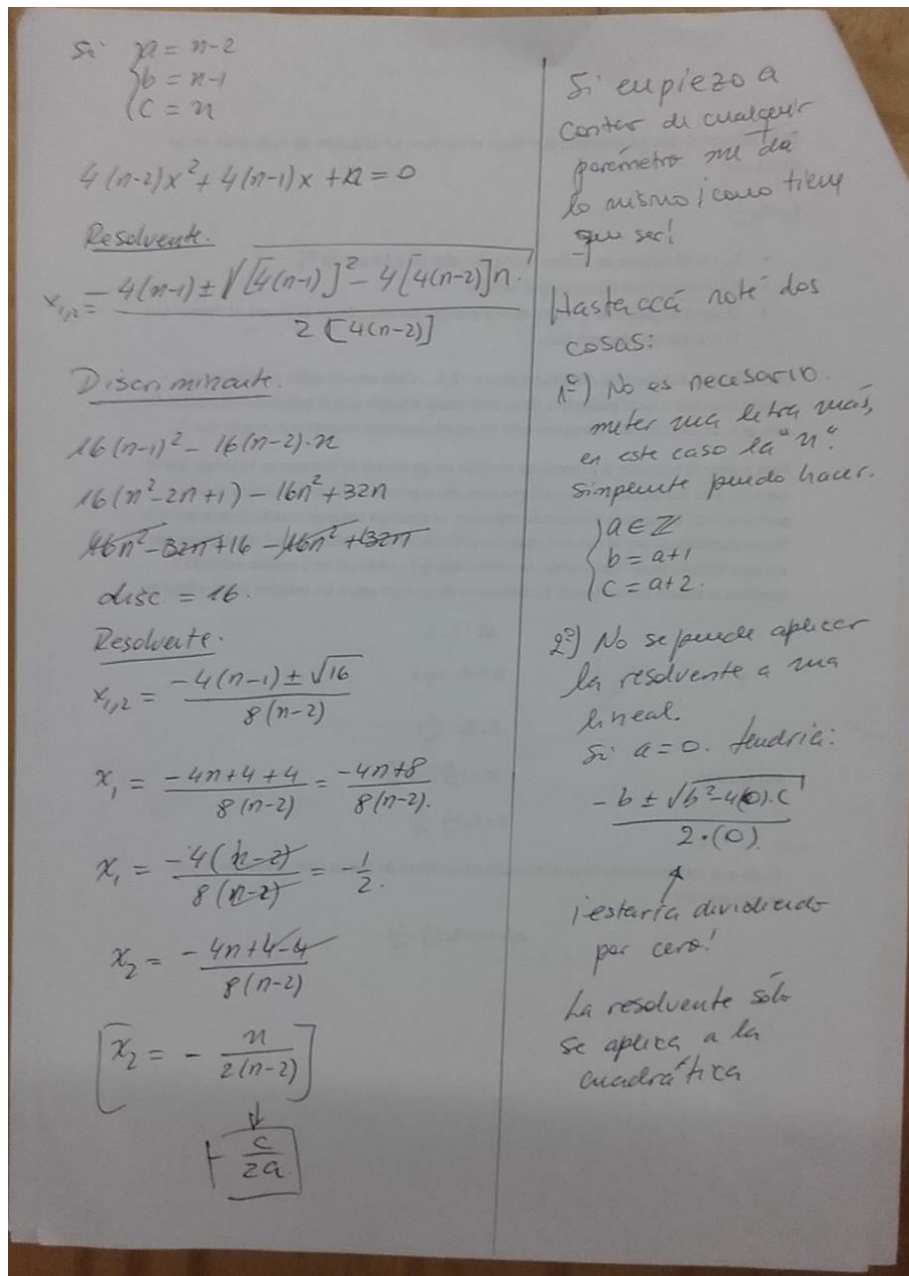 Si { a = n-2
b = n-1
c = n
4(n-2)x² + 4(n-1)x + n = 0
Resolvente.
x₁,₂ = -4(n-1) ± √([4(n-1)]² - 4[4(n-2)]n) / 2[4(n-2)]
Discriminante.
16(n-1)² - 16(n-2)·n
16(n²-2n+1) - 16n² + 32n
16n² - 32n + 16 - 16n² + 32n
disc = 16.
Resolvente.
x₁,₂ = -4(n-1) ± √16 / 8(n-2)
x₁ = -4n+4+4 / 8(n-2) = -4n+8 / 8(n-2).
x₁ = -4(n-2) / 8(n-2) = -1/2.
x₂ = -4n+4-4 / 8(n-2)
[x₂ = - n / 2(n-2)]
↓
- c / 2a
Si empiezo a
contar de cualquier
parámetro me da
lo mismo ¡como tiene
que ser!
Hasta acá noté dos
cosas:
1º) No es necesario
meter una letra más,
en este caso la "n".
simpemte puedo hacer.
{ a ∈ ℤ
b = a+1
c = a+2.
2º) No se puede aplicar
la resolvente a una
lineal.
Si a=0. tendría:
-b ± √(b²-4(0).c) / 2·(0)
↑
¡estaría dividiendo
por cero!
La resolvente sólo
se aplica a la
cuadrática